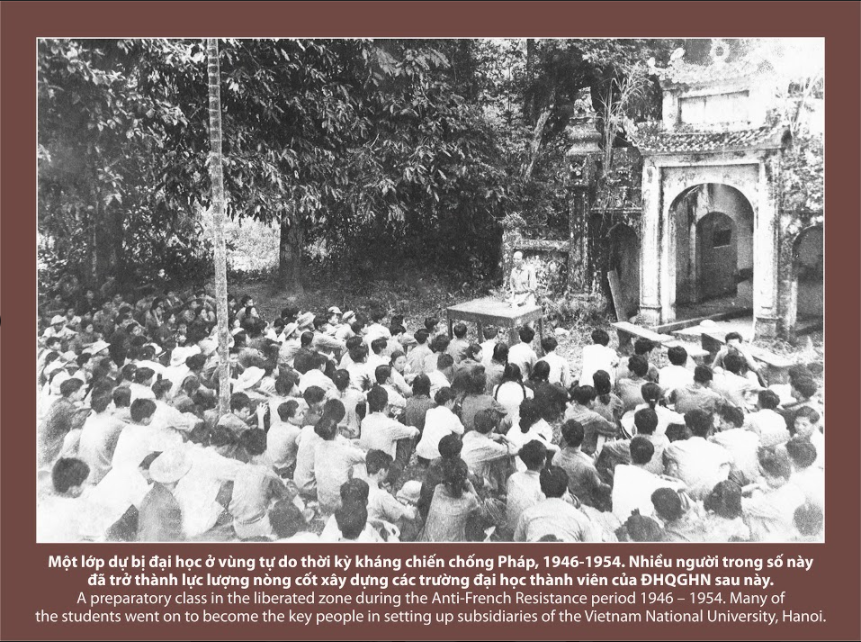 Một lớp dự bị đại học ở vùng tự do thời kỳ kháng chiến chống Pháp, 1946-1954. Nhiều người trong số này
đã trở thành lực lượng nòng cốt xây dựng các trường đại học thành viên của ĐHQGHN sau này.
A preparatory class in the liberated zone during the Anti-French Resistance period 1946 – 1954. Many of
the students went on to become the key people in setting up subsidiaries of the Vietnam National University, Hanoi.